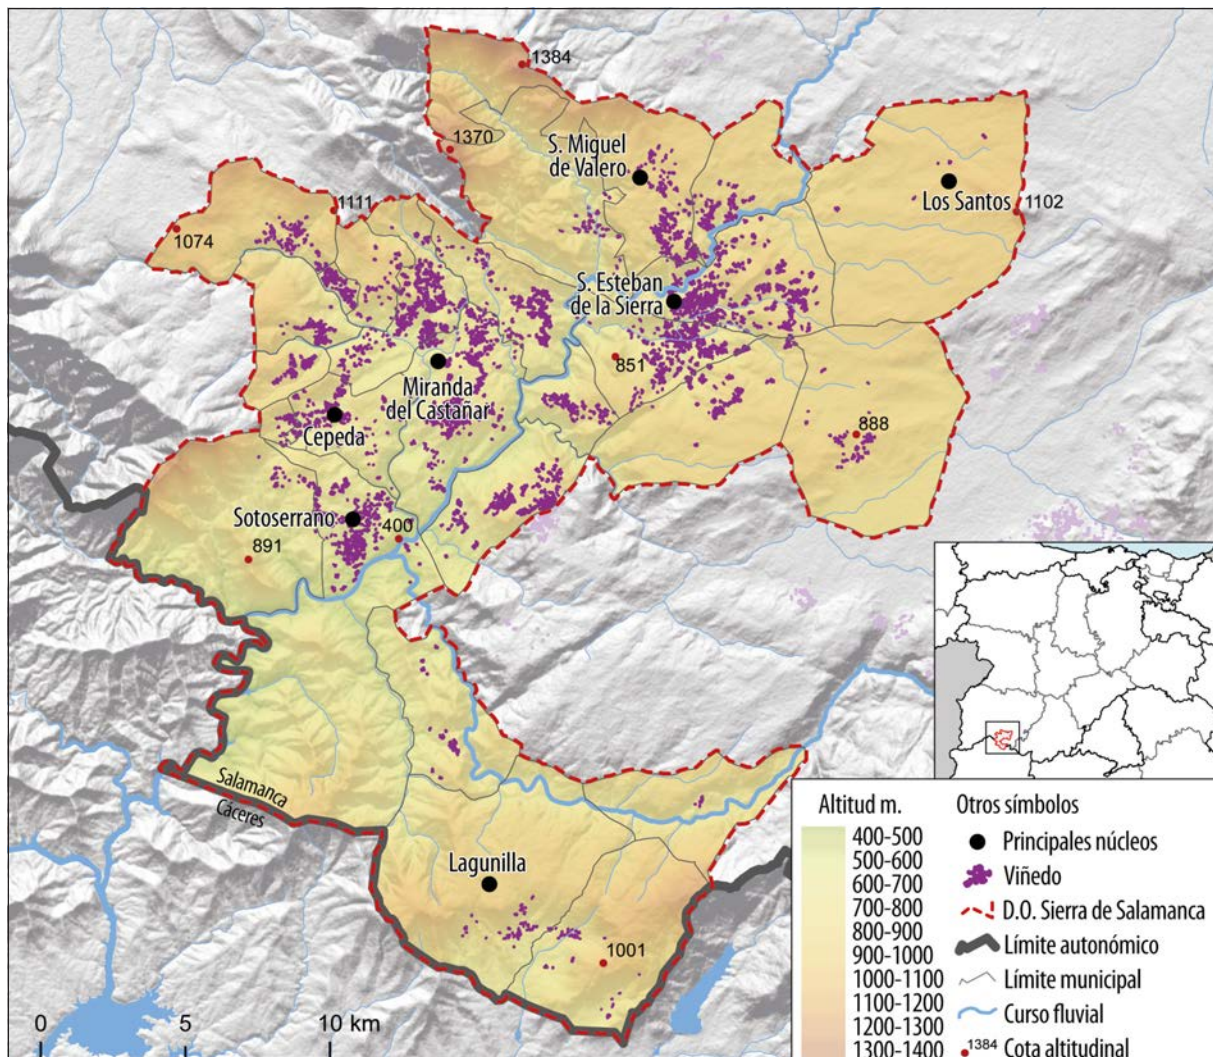 1384
1370
S. Miguel
de Valero
Los Santos
1102
1111
1074
S. Esteban
de la Sierra
851
Miranda
del Castañar
Cepeda
888
Sotoserrano
400
891
Salamanca
Cáceres
Lagunilla
1001
0 5 10 km
Altitud m.
400-500
500-600
600-700
700-800
800-900
900-1000
1000-1100
1100-1200
1200-1300
1300-1400
Otros símbolos
Principales núcleos
Viñedo
D.O. Sierra de Salamanca
Límite autonómico
Límite municipal
Curso fluvial
1384 Cota altitudinal